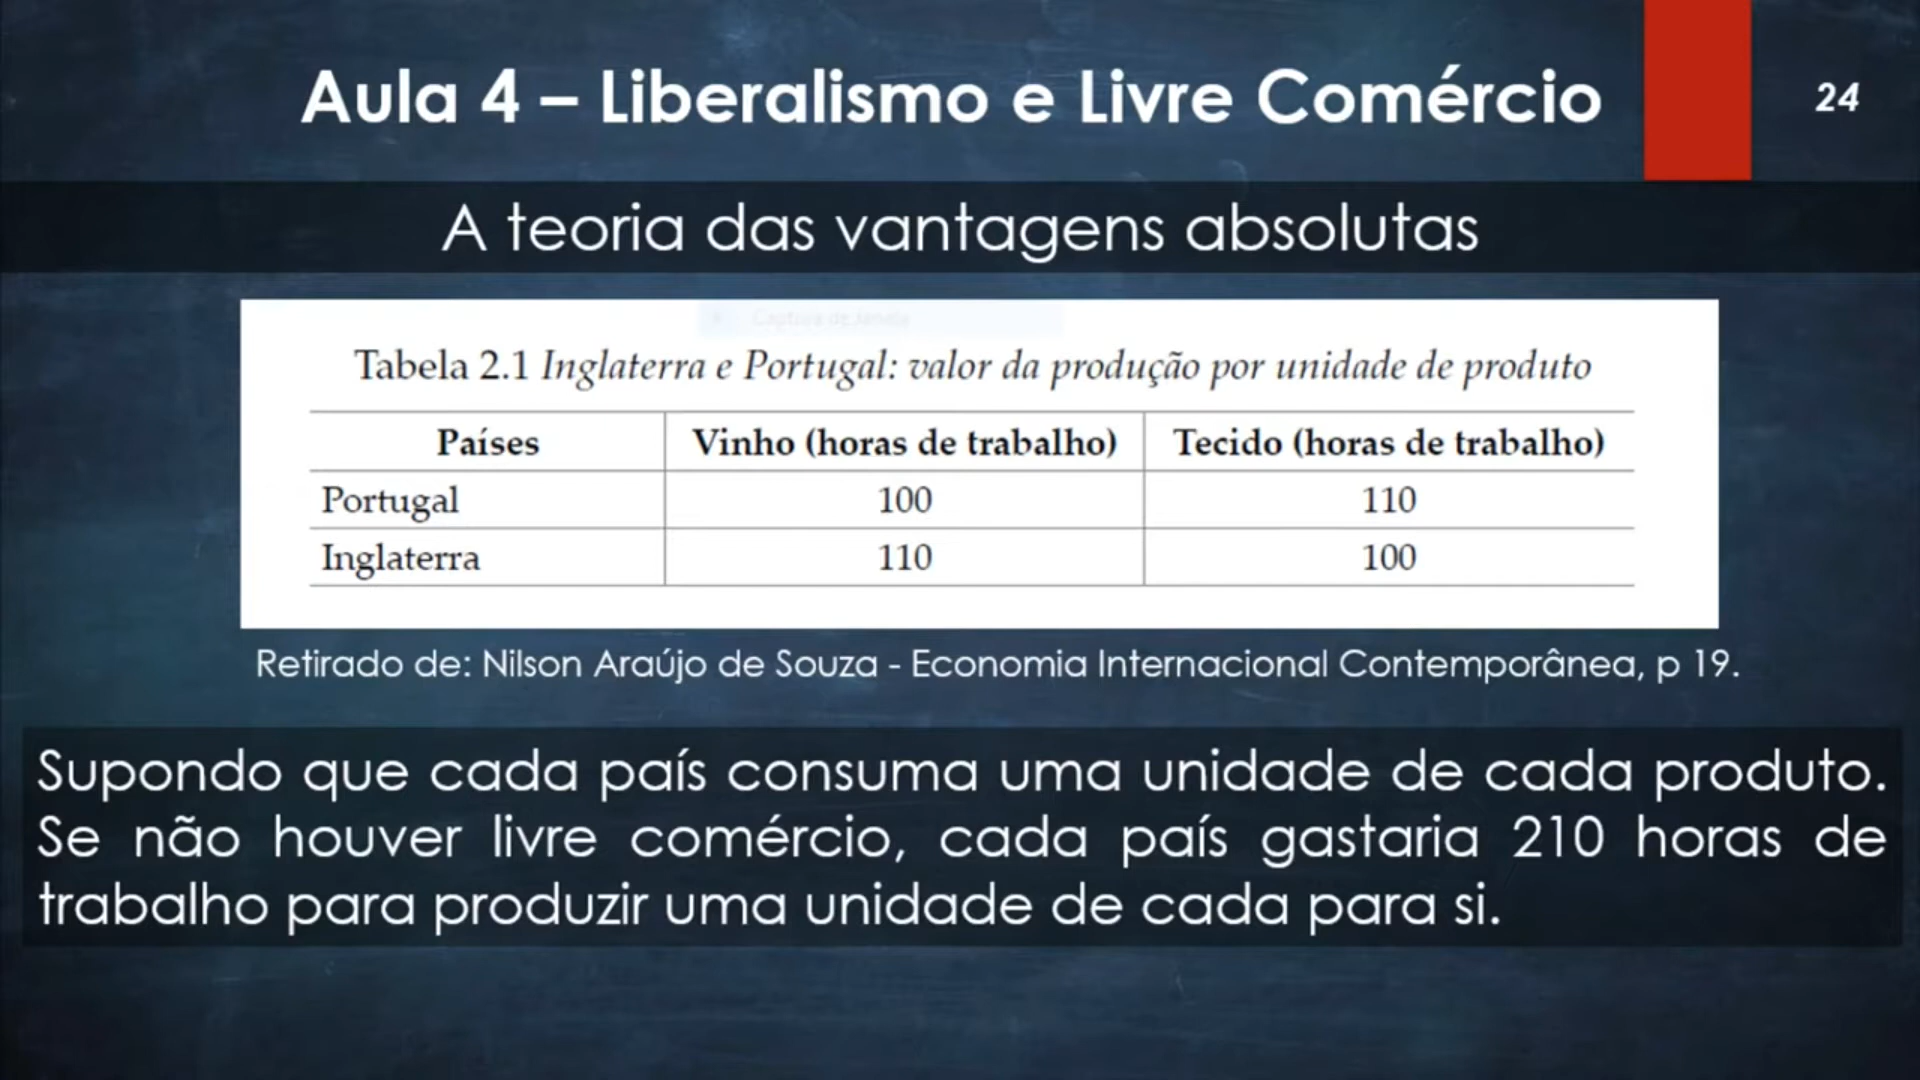 Aula 4 – Liberalismo e Livre Comércio
24
A teoria das vantagens absolutas
Captura de Janela
Tabela 2.1 Inglaterra e Portugal: valor da produção por unidade de produto
Países Vinho (horas de trabalho) Tecido (horas de trabalho)
Portugal 100 110
Inglaterra 110 100
Retirado de: Nilson Araújo de Souza - Economia Internacional Contemporânea, p 19.
Supondo que cada país consuma uma unidade de cada produto.
Se não houver livre comércio, cada país gastaria 210 horas de
trabalho para produzir uma unidade de cada para si.